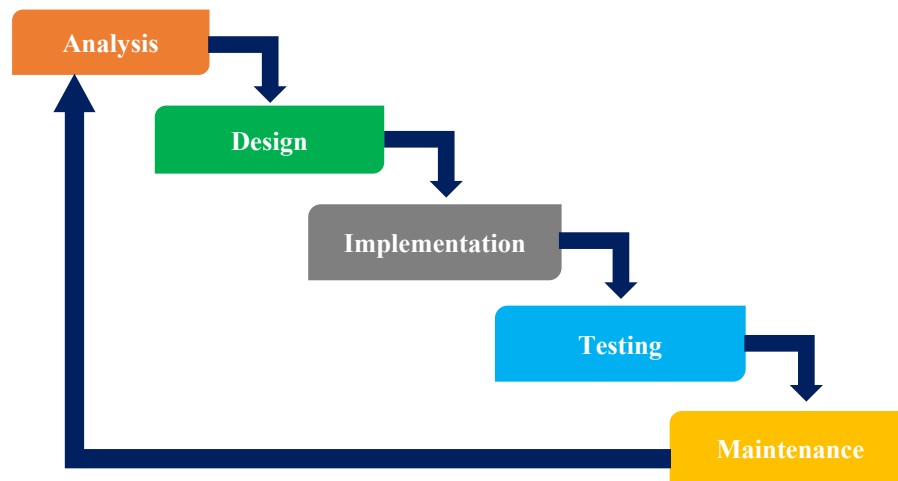 Analysis
Design
Implementation
Testing
Maintenance